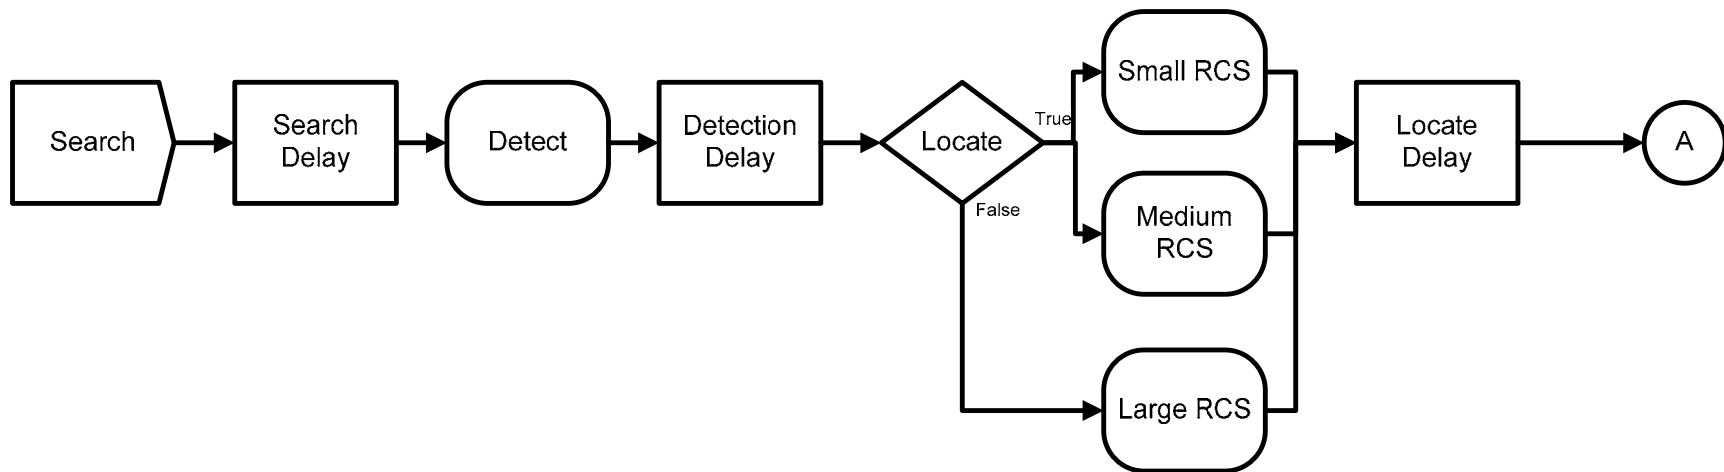 Search
Search
Delay
Detect
Detection
Delay
Locate
True
False
Small RCS
Medium
RCS
Large RCS
Locate
Delay
A